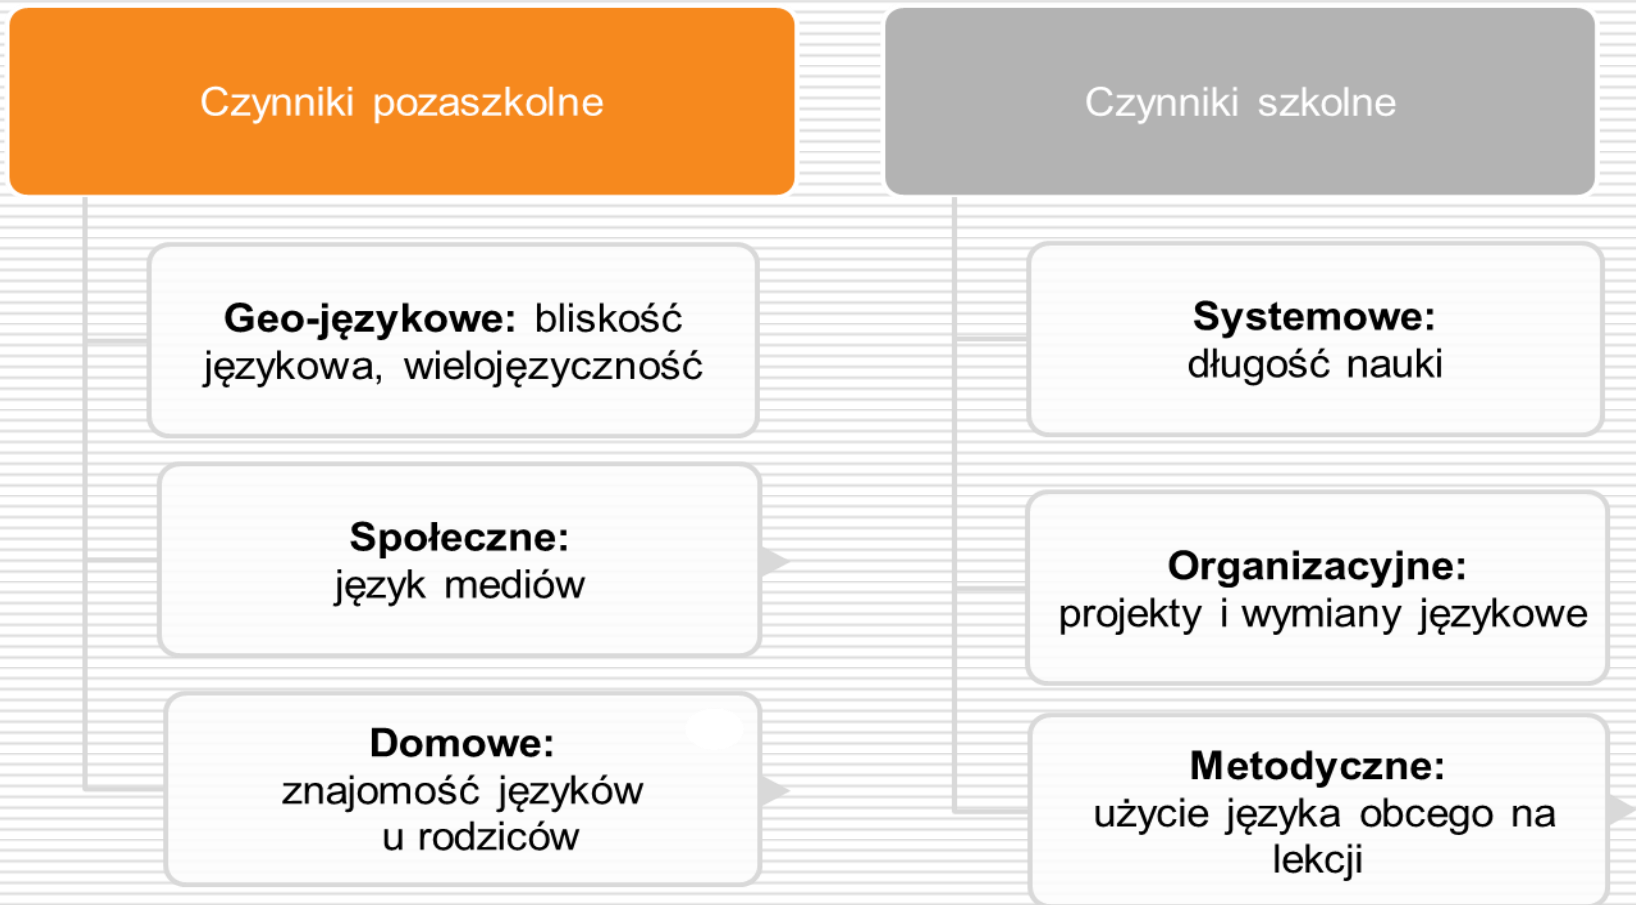 Czynniki pozaszkolne
Geo-językowe: bliskość
językowa, wielojęzyczność
Społeczne:
język mediów
Domowe:
znajomość języków
u rodziców
Czynniki szkolne
Systemowe:
długość nauki
Organizacyjne:
projekty i wymiany językowe
Metodyczne:
użycie języka obcego na
lekcji